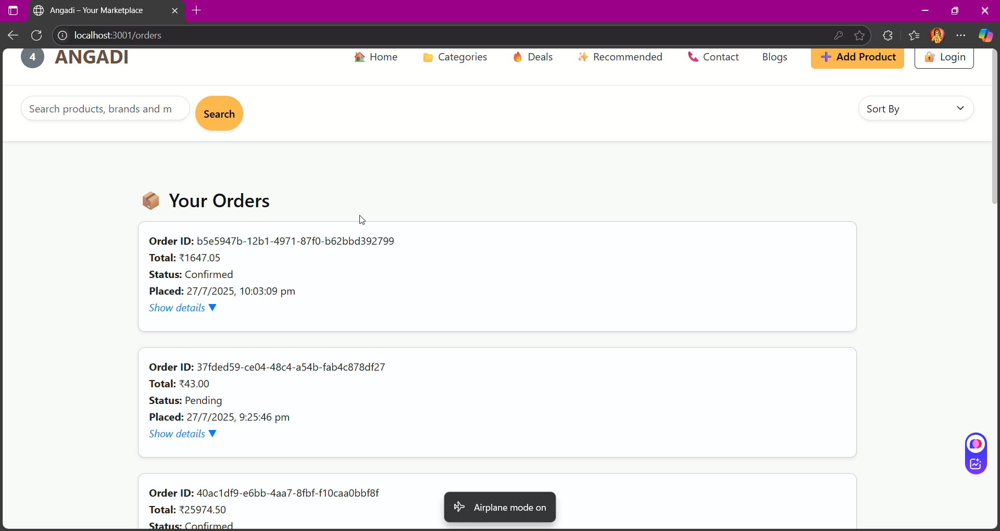 Angadi – Your Marketplace
localhost:3001/orders
4 ANGADI
Home Categories Deals Recommended Contact Blogs Add Product Login
Search products, brands and m Search Sort By
Your Orders
Order ID: b5e5947b-12b1-4971-87f0-b62bbd392799
Total: ₹1647.05
Status: Confirmed
Placed: 27/7/2025, 10:03:09 pm
Show details ▼
Order ID: 37fded59-ce04-48c4-a54b-fab4c878df27
Total: ₹43.00
Status: Pending
Placed: 27/7/2025, 9:25:46 pm
Show details ▼
Order ID: 40ac1df9-e6bb-4aa7-8fbf-f10caa0bbf8f
Total: ₹25974.50
Status: Confirmed
Airplane mode on